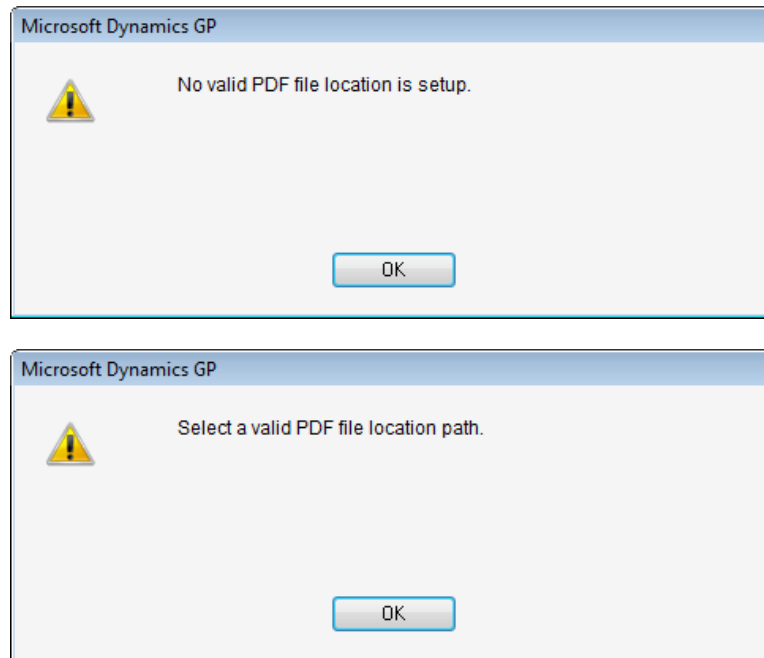 Microsoft Dynamics GP
No valid PDF file location is setup.
OK
Microsoft Dynamics GP
Select a valid PDF file location path.
OK